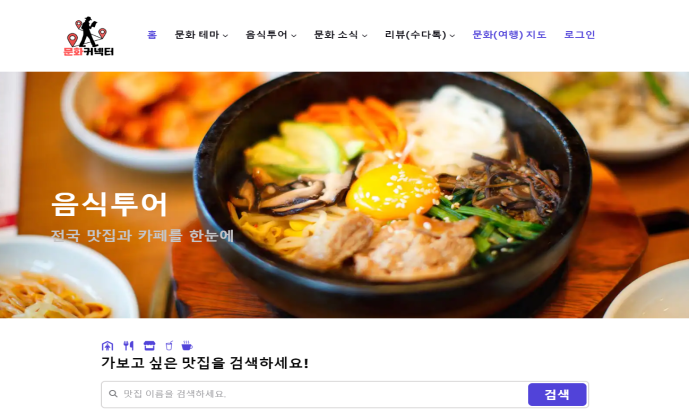 문화커넥터
홈 문화 테마 음식투어 문화 소식 리뷰(수다톡) 문화(여행) 지도 로그인
음식투어
전국 맛집과 카페를 한눈에
가보고 싶은 맛집을 검색하세요!
맛집 이름을 검색하세요.
검색